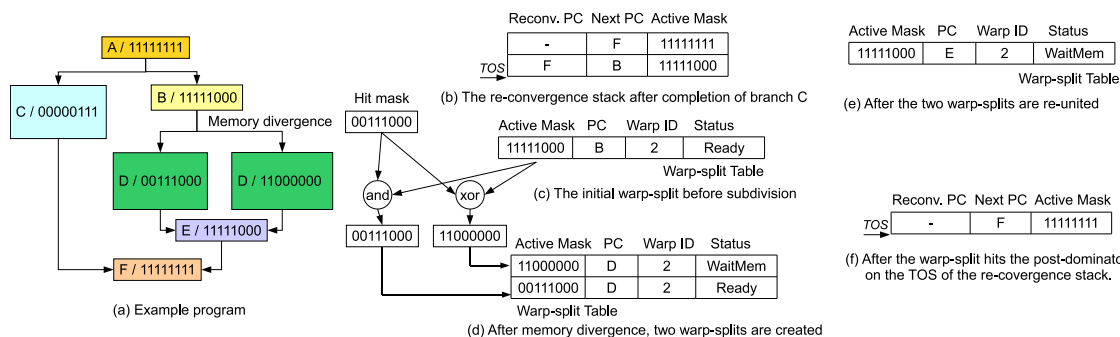 A / 11111111
C / 00000111
B / 11111000
Memory divergence
D / 00111000
D / 11000000
E / 11111000
F / 11111111
(a) Example program
Reconv. PC Next PC Active Mask
- F 11111111
TOS F B 11111000
(b) The re-convergence stack after completion of branch C
Hit mask
00111000
Active Mask PC Warp ID Status
11111000 B 2 Ready
Warp-split Table
(c) The initial warp-split before subdivision
and
xor
00111000
11000000
Active Mask PC Warp ID Status
11000000 D 2 WaitMem
00111000 D 2 Ready
Warp-split Table
(d) After memory divergence, two warp-splits are created
Active Mask PC Warp ID Status
11111000 E 2 WaitMem
Warp-split Table
(e) After the two warp-splits are re-united
Reconv. PC Next PC Active Mask
TOS - F 11111111
(f) After the warp-split hits the post-dominato
on the TOS of the re-covergence stack.